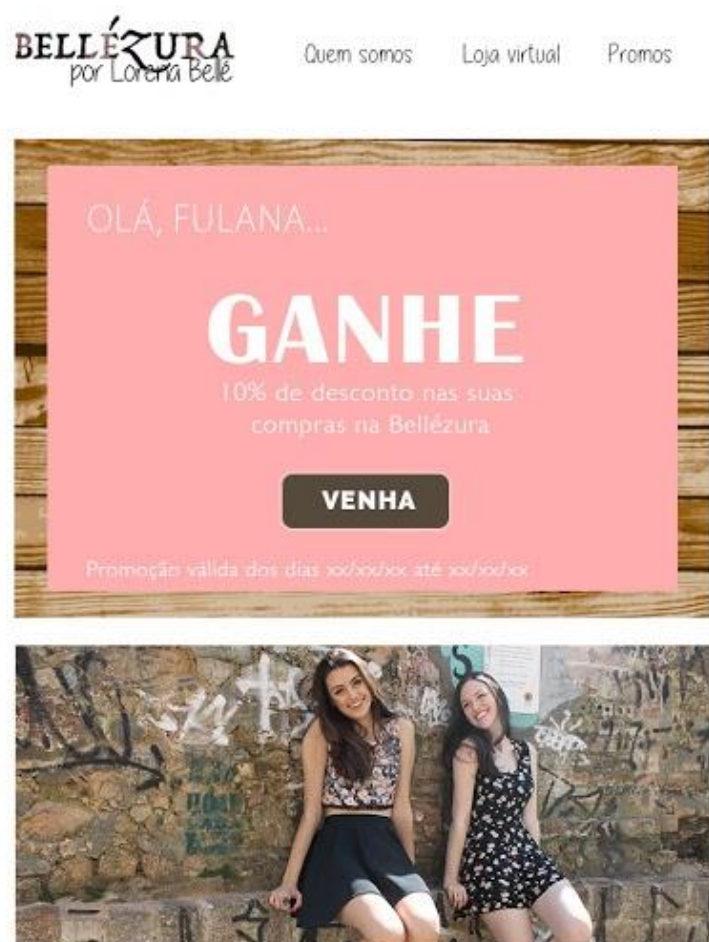 BELLÉZURA
por Lorena Bellé
Quem somos
Loja virtual
Promos
OLÁ, FULANA...
GANHE
10% de desconto nas suas
compras na Bellézura
VENHA
Promoção válida dos dias xx/xx/xx até xx/xx/xx
S